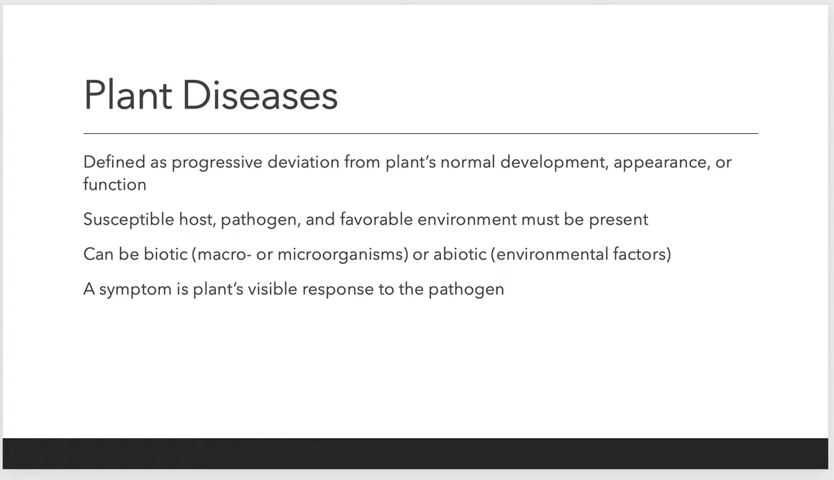 Plant Diseases
Defined as progressive deviation from plant's normal development, appearance, or
function
Susceptible host, pathogen, and favorable environment must be present
Can be biotic (macro- or microorganisms) or abiotic (environmental factors)
A symptom is plant's visible response to the pathogen